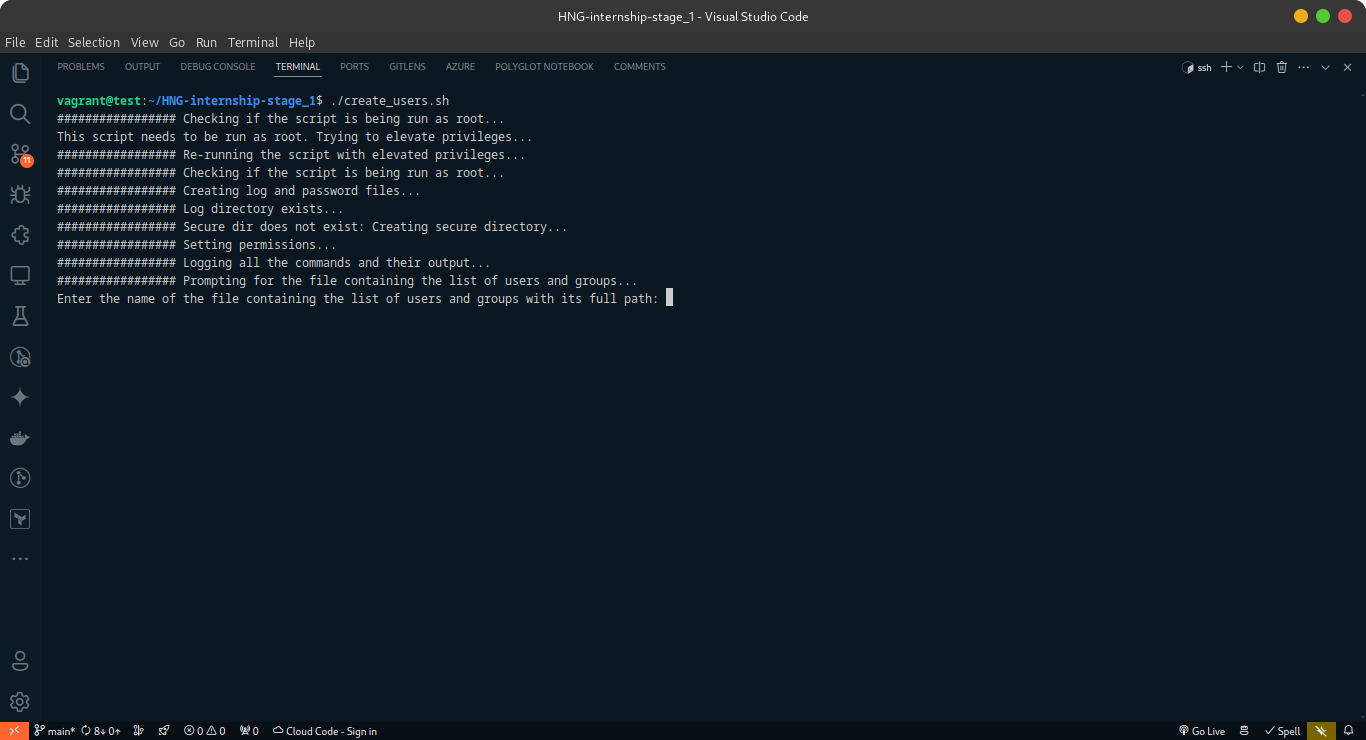 HNG-internship-stage_1 - Visual Studio Code
File Edit Selection View Go Run Terminal Help
PROBLEMS OUTPUT DEBUG CONSOLE TERMINAL PORTS GITLENS AZURE POLYGLOT NOTEBOOK COMMENTS
ssh
vagrant@test:~/HNG-internship-stage_1$ ./create_users.sh
################# Checking if the script is being run as root...
This script needs to be run as root. Trying to elevate privileges...
################# Re-running the script with elevated privileges...
################# Checking if the script is being run as root...
################# Creating log and password files...
################# Log directory exists...
################# Secure dir does not exist: Creating secure directory...
################# Setting permissions...
################# Logging all the commands and their output...
################# Prompting for the file containing the list of users and groups...
Enter the name of the file containing the list of users and groups with its full path:
11
main* 8↓ 0↑ 0 0 0 Cloud Code - Sign in Go Live Spell